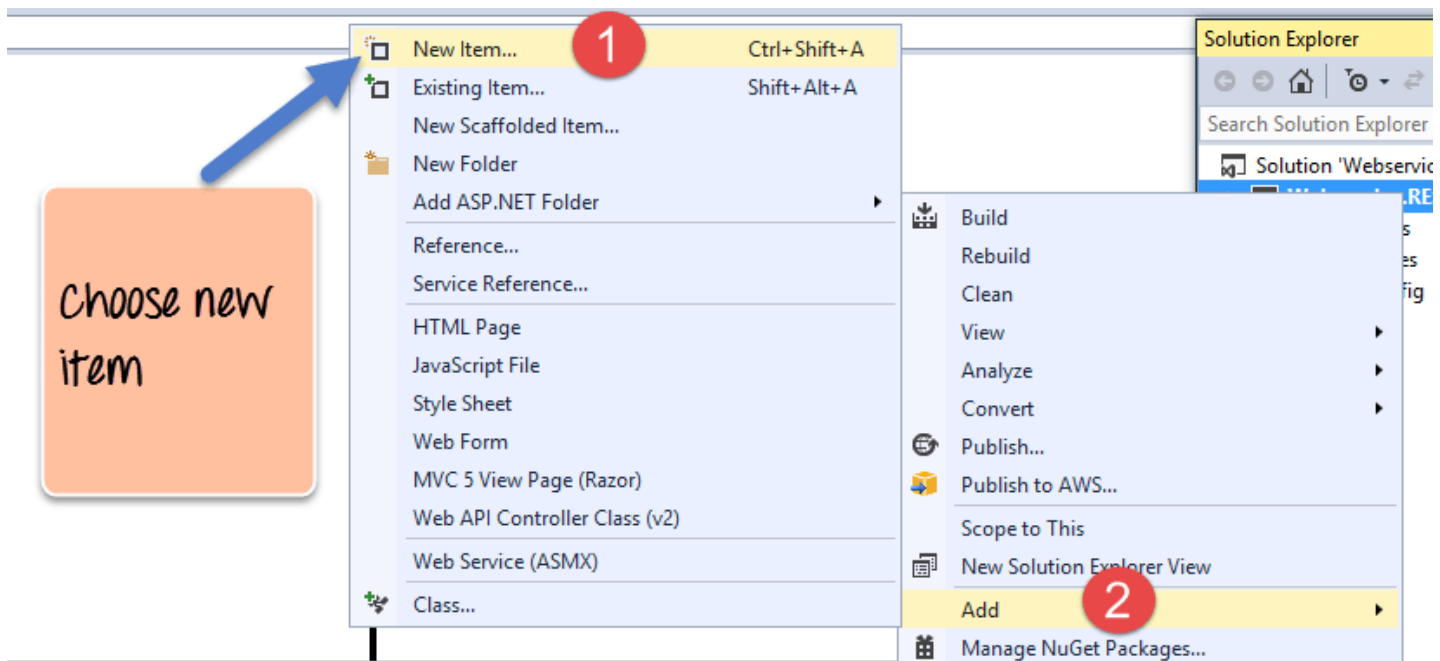 New Item... 1 Ctrl+Shift+A
Existing Item... Shift+Alt+A
New Scaffolded Item...
New Folder
Add ASP.NET Folder
Reference...
Service Reference...
HTML Page
JavaScript File
Style Sheet
Web Form
MVC 5 View Page (Razor)
Web API Controller Class (v2)
Web Service (ASMX)
Class...
Choose new
item
Solution Explorer
Search Solution Explorer
Solution 'Webservic
.RE
s
es
fig
Build
Rebuild
Clean
View
Analyze
Convert
Publish...
Publish to AWS...
Scope to This
New Solution Explorer View
Add 2
Manage NuGet Packages...